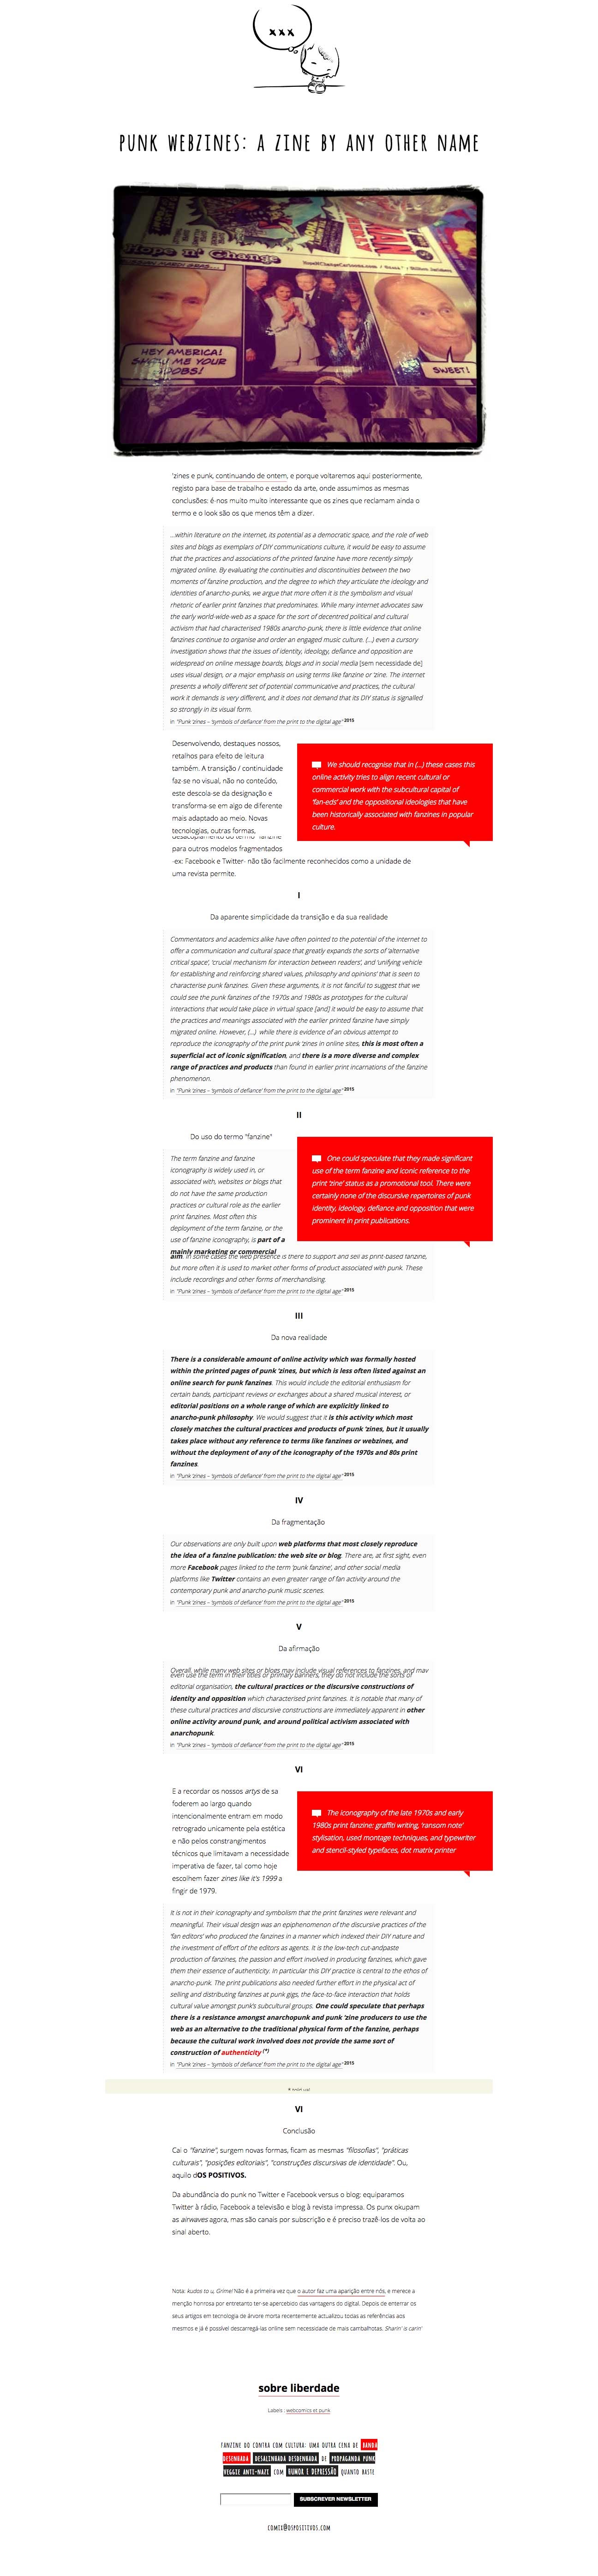 xxx
PUNK WEBZINES: A ZINE BY ANY OTHER NAME
Hope n' Change
HEY AMERICA!
ME YOUR
SWEET!
'zines e punk, continuando de ontem, e porque voltaremos aqui posteriormente,
registo para base de trabalho e estado da arte, onde assumimos as mesmas
conclusões: é-nos muito muito interessante que os zines que reclamam ainda o
termo e o look são os que menos têm a dizer.
...within literature on the internet, its potential as a democratic space, and the role of web
sites and blogs as exemplars of DIY communications culture, it would be easy to assume
that the practices and associations of the printed fanzine have more recently simply
migrated online. By evaluating the continuities and discontinuities between the two
moments of fanzine production, and the degree to which they articulate the ideology and
identities of anarcho-punks, we argue that more often it is the symbolism and visual
rhetoric of earlier print fanzines that predominates. While many internet advocates saw
the early world-wide-web as a space for the sort of decentred political and cultural
activism that had characterised 1980s anarcho-punk, there is little evidence that online
fanzines continue to organise and order an engaged music culture. (...) even a cursory
investigation shows that the issues of identity, ideology, defiance and opposition are
widespread on online message boards, blogs and in social media [sem necessidade de]
uses visual design, or a major emphasis on using terms like fanzine or 'zine. The internet
presents a wholly different set of potential communicative and practices, the cultural
work it demands is very different, and it does not demand that its DIY status is signalled
so strongly in its visual form.
in "Punk 'zines – 'symbols of defiance' from the print to the digital age" 2015
Desenvolvendo, destaques nossos,
retalhos para efeito de leitura
também. A transição / continuidade
faz-se no visual, não no conteúdo,
este descola-se da designação e
transforma-se em algo de diferente
mais adaptado ao meio. Novas
tecnologias, outras formas,
desacoplamento do termo "fanzine"
para outros modelos fragmentados
-ex: Facebook e Twitter- não tão facilmente reconhecidos como a unidade de
uma revista permite.
We should recognise that in (...) these cases this
online activity tries to align recent cultural or
commercial work with the subcultural capital of
'fan-eds' and the oppositional ideologies that have
been historically associated with fanzines in popular
culture.
I
Da aparente simplicidade da transição e da sua realidade
Commentators and academics alike have often pointed to the potential of the internet to
offer a communication and cultural space that greatly expands the sorts of 'alternative
critical space', 'crucial mechanism for interaction between readers', and 'unifying vehicle
for establishing and reinforcing shared values, philosophy and opinions' that is seen to
characterise punk fanzines. Given these arguments, it is not fanciful to suggest that we
could see the punk fanzines of the 1970s and 1980s as prototypes for the cultural
interactions that would take place in virtual space [and] it would be easy to assume that
the practices and meanings associated with the earlier printed fanzine have simply
migrated online. However, (...) while there is evidence of an obvious attempt to
reproduce the iconography of the print punk 'zines in online sites, this is most often a
superficial act of iconic signification, and there is a more diverse and complex
range of practices and products than found in earlier print incarnations of the fanzine
phenomenon.
in "Punk 'zines – 'symbols of defiance' from the print to the digital age" 2015
II
Do uso do termo "fanzine"
The term fanzine and fanzine
iconography is widely used in, or
associated with, websites or blogs that
do not have the same production
practices or cultural role as the earlier
print fanzines. Most often this
deployment of the term fanzine, or the
use of fanzine iconography, is part of a
mainly marketing or commercial
aim. In some cases the web presence is there to support and sell as print-based fanzine,
but more often it is used to market other forms of product associated with punk. These
include recordings and other forms of merchandising.
in "Punk 'zines – 'symbols of defiance' from the print to the digital age" 2015
One could speculate that they made significant
use of the term fanzine and iconic reference to the
print 'zine' status as a promotional tool. There were
certainly none of the discursive repertoires of punk
identity, ideology, defiance and opposition that were
prominent in print publications.
III
Da nova realidade
There is a considerable amount of online activity which was formally hosted
within the printed pages of punk 'zines, but which is less often listed against an
online search for punk fanzines. This would include the editorial enthusiasm for
certain bands, participant reviews or exchanges about a shared musical interest, or
editorial positions on a whole range of which are explicitly linked to
anarcho-punk philosophy. We would suggest that it is this activity which most
closely matches the cultural practices and products of punk 'zines, but it usually
takes place without any reference to terms like fanzines or webzines, and
without the deployment of any of the iconography of the 1970s and 80s print
fanzines.
in "Punk 'zines – 'symbols of defiance' from the print to the digital age" 2015
IV
Da fragmentação
Our observations are only built upon web platforms that most closely reproduce
the idea of a fanzine publication: the web site or blog. There are, at first sight, even
more Facebook pages linked to the term 'punk fanzine', and other social media
platforms like Twitter contains an even greater range of fan activity around the
contemporary punk and anarcho-punk music scenes.
in "Punk 'zines – 'symbols of defiance' from the print to the digital age" 2015
V
Da afirmação
Overall, while many web sites or blogs may include visual references to fanzines, and may
even use the term in their titles or primary banners, they do not include the sorts of
editorial organisation, the cultural practices or the discursive constructions of
identity and opposition which characterised print fanzines. It is notable that many of
these cultural practices and discursive constructions are immediately apparent in other
online activity around punk, and around political activism associated with
anarchopunk.
in "Punk 'zines – 'symbols of defiance' from the print to the digital age" 2015
VI
E a recordar os nossos artys de sa
foderem ao largo quando
intencionalmente entram em modo
retrogrado unicamente pela estética
e não pelos constrangimentos
técnicos que limitavam a necessidade
imperativa de fazer, tal como hoje
escolhem fazer zines like it's 1999 a
fingir de 1979.
The iconography of the late 1970s and early
1980s print fanzine: graffiti writing, 'ransom note'
stylisation, used montage techniques, and typewriter
and stencil-styled typefaces, dot matrix printer
It is not in their iconography and symbolism that the print fanzines were relevant and
meaningful. Their visual design was an epiphenomenon of the discursive practices of the
'fan editors' who produced the fanzines in a manner which indexed their DIY nature and
the investment of effort of the editors as agents. It is the low-tech cut-andpaste
production of fanzines, the passion and effort involved in producing fanzines, which gave
them their essence of authenticity. In particular this DIY practice is central to the ethos of
anarcho-punk. The print publications also needed further effort in the physical act of
selling and distributing fanzines at punk gigs, the face-to-face interaction that holds
cultural value amongst punk's subcultural groups. One could speculate that perhaps
there is a resistance amongst anarchopunk and punk 'zine producers to use the
web as an alternative to the traditional physical form of the fanzine, perhaps
because the cultural work involved does not provide the same sort of
construction of authenticity (*)
in "Punk 'zines – 'symbols of defiance' from the print to the digital age" 2015
VI
Conclusão
Cai o "fanzine", surgem novas formas, ficam as mesmas "filosofias", "práticas
culturais", "posições editoriais", "construções discursivas de identidade". Ou,
aquilo dOS POSITIVOS.
Da abundância do punk no Twitter e Facebook versus o blog: equiparamos
Twitter à rádio, Facebook a televisão e blog à revista impressa. Os punx okupam
as airwaves agora, mas são canais por subscrição e é preciso trazê-los de volta ao
sinal aberto.
Nota: kudos to u, Grime! Não é a primeira vez que o autor faz uma aparição entre nós, e merece a
menção horrosa por entretanto ter-se apercebido das vantagens do digital. Depois de enterrar os
seus artigos em tecnologia de árvore morta recentemente actualizou todas as referências aos
mesmos e já é possível descarregá-las online sem necessidade de mais cambalhotas. Sharin' is carin'
sobre liberdade
Labels : webcomics et punk
FANZINE DO CONTRA COM CULTURA: UMA OUTRA CENA DE BANDA
DESENHADA DESALINHADA DESDENHADA DE PROPAGANDA PUNK
VEGGIE ANTI-NAZI COM HUMOR E DEPRESSÃO QUANTO BASTE
SUBSCREVER NEWSLETTER
COMIX@OSPOSITIVOS.COM